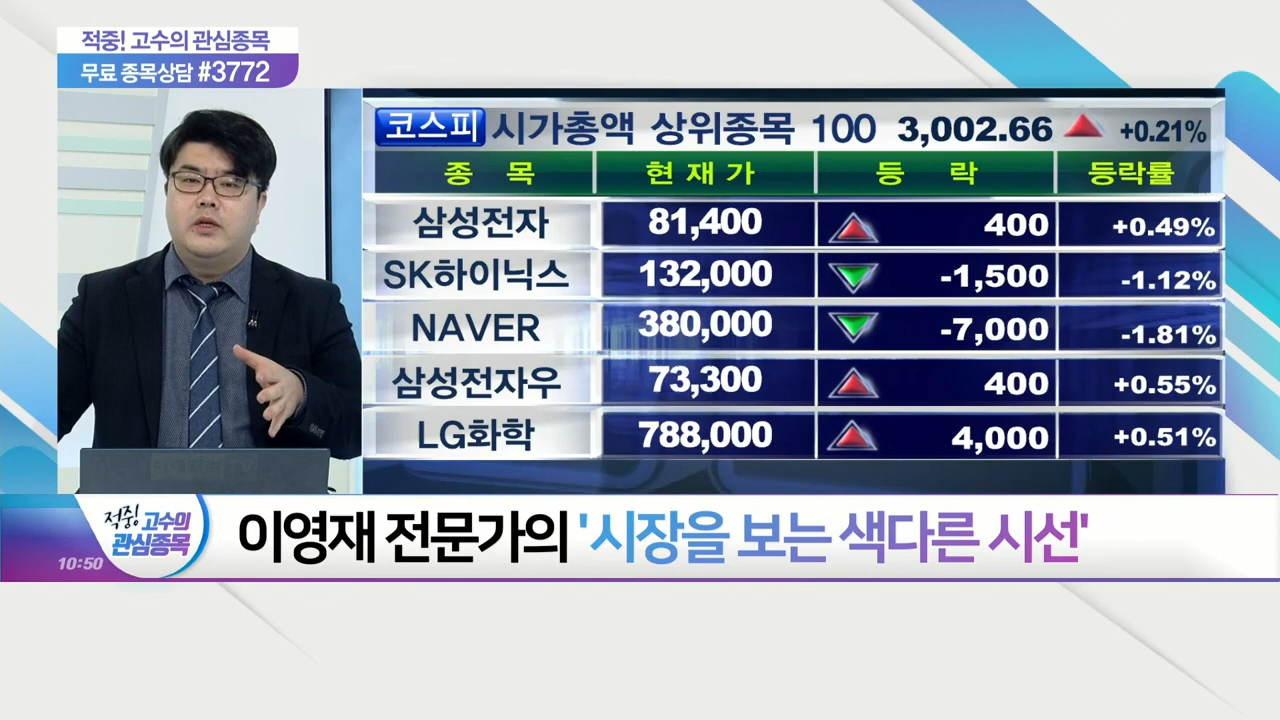 적중! 고수의 관심종목
무료 종목상담 #3772
코스피 시가총액 상위종목 100 3,002.66 +0.21%
종 목 현 재 가 등 락 등락률
삼성전자 81,400 400 +0.49%
SK하이닉스 132,000 -1,500 -1.12%
NAVER 380,000 -7,000 -1.81%
삼성전자우 73,300 400 +0.55%
LG화학 788,000 4,000 +0.51%
적중! 고수의
관심종목
10:50
이영재 전문가의 '시장을 보는 색다른 시선'